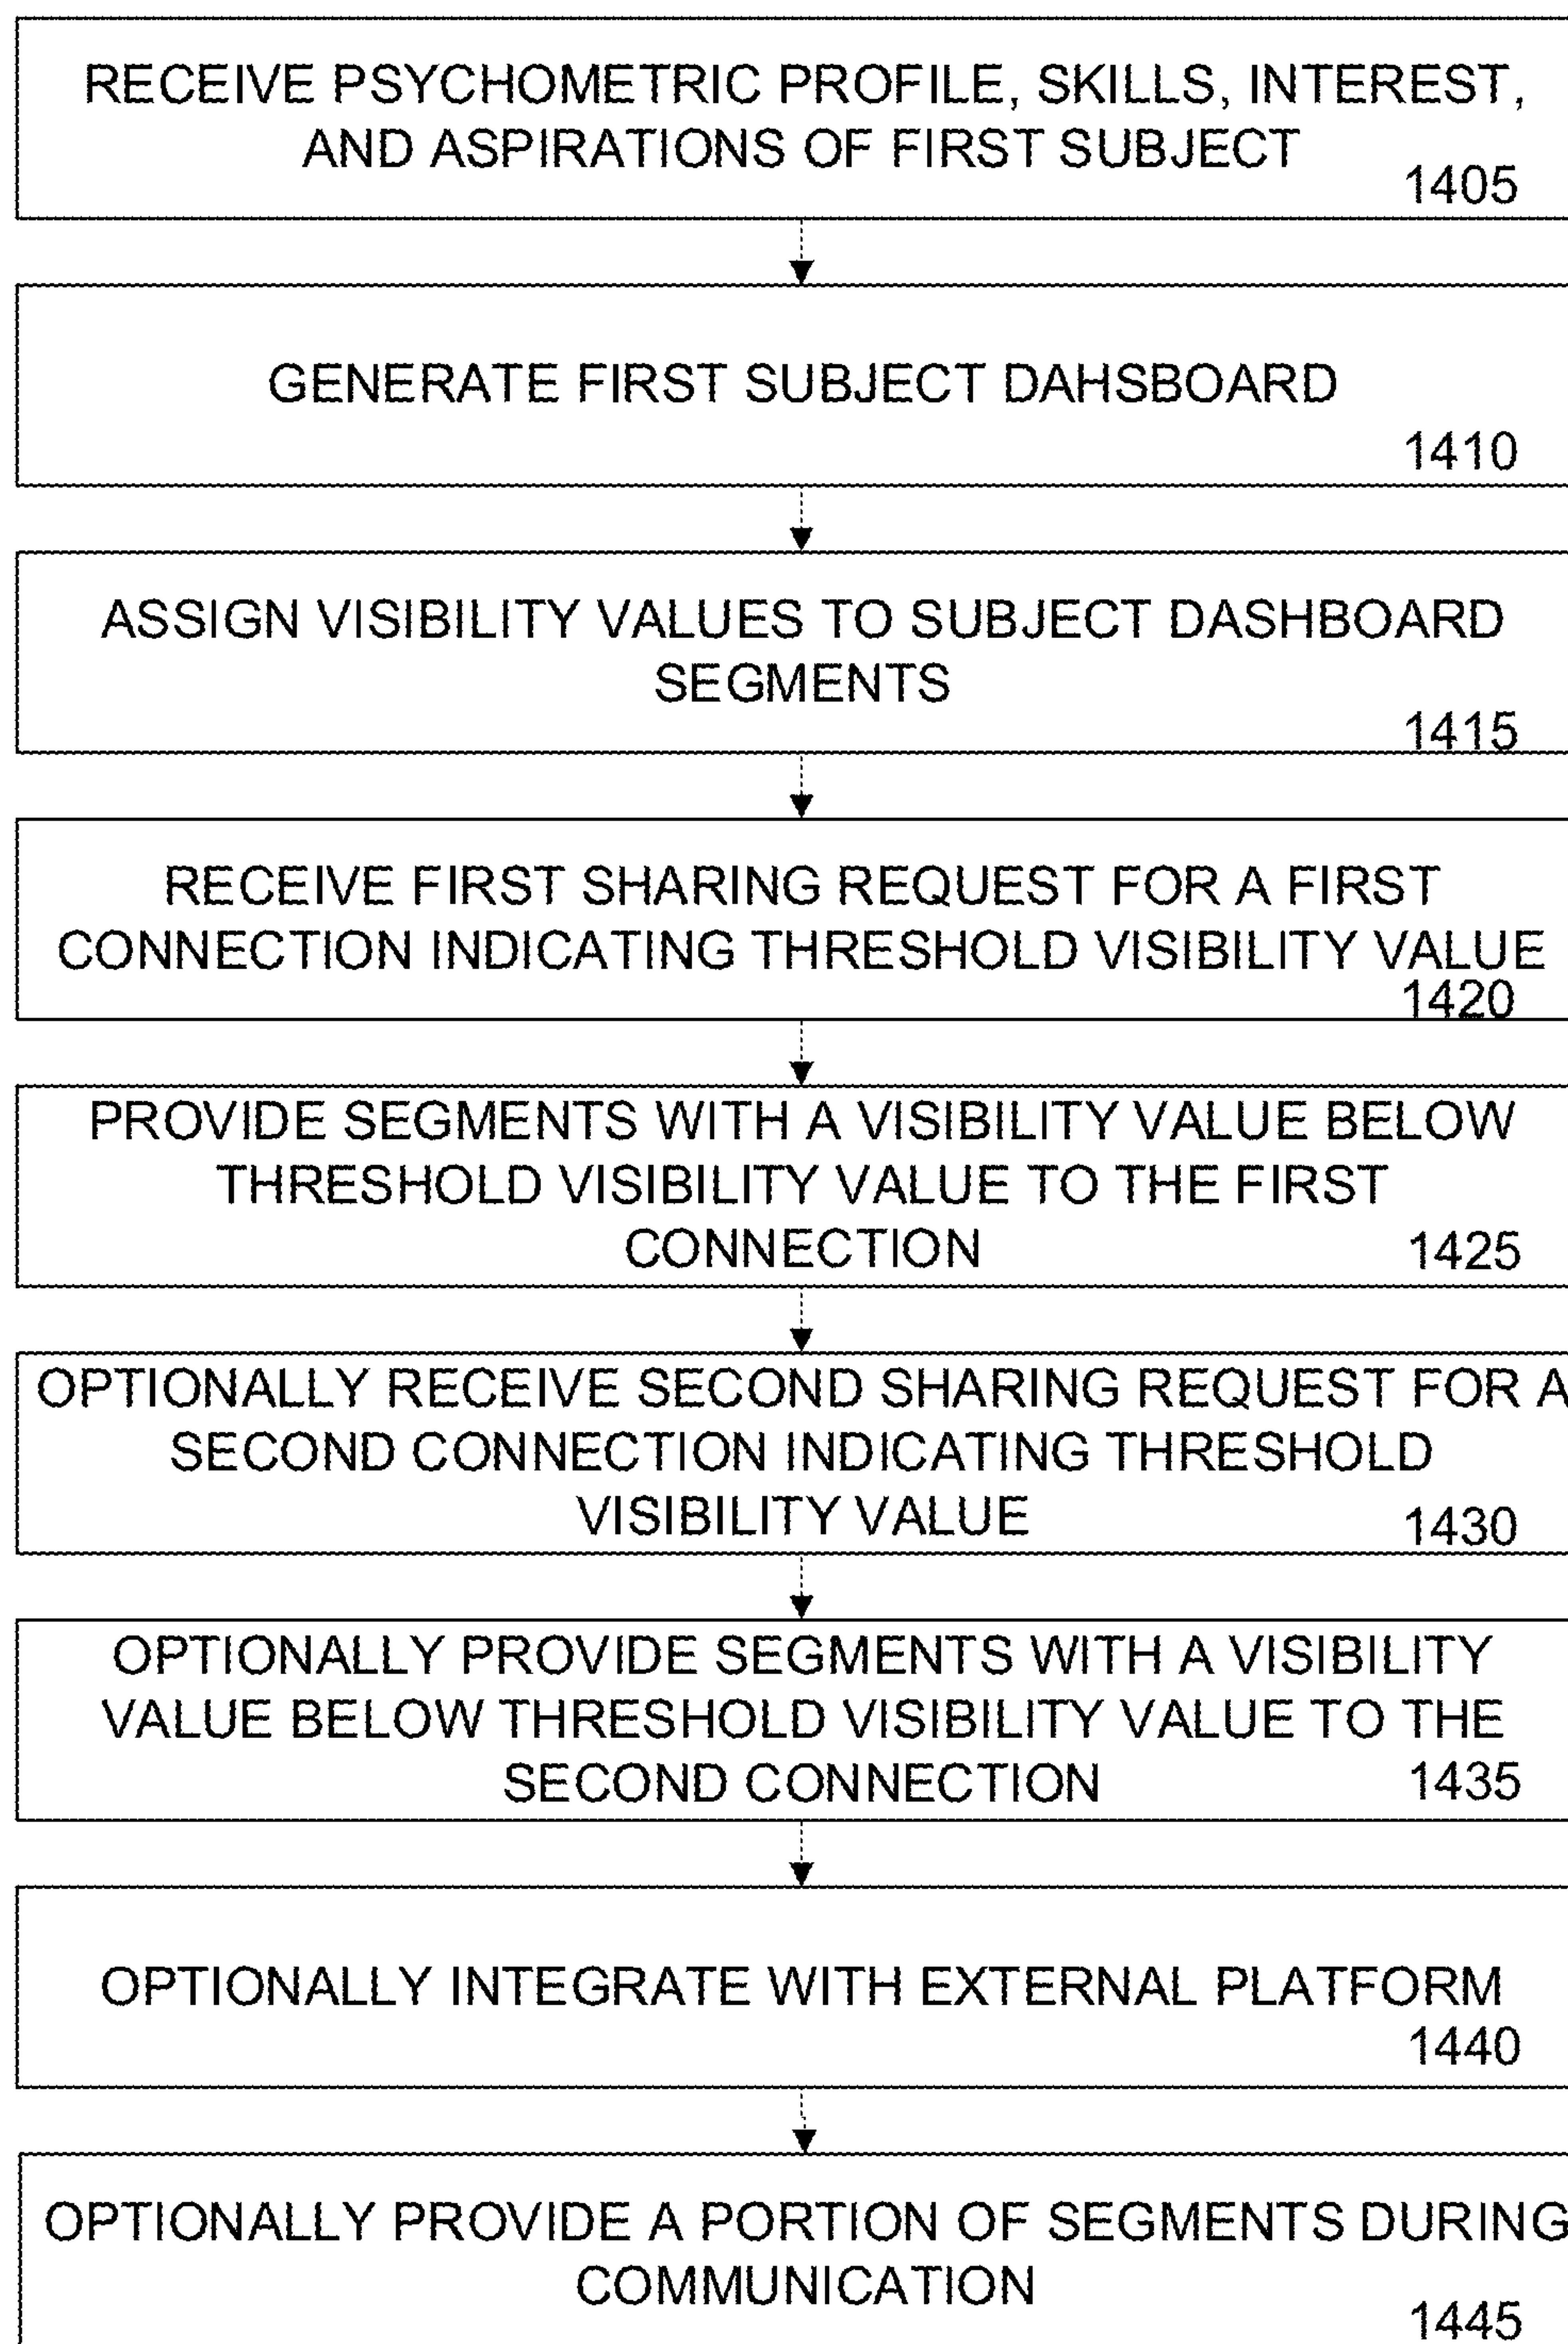 RECEIVE PSYCHOMETRIC PROFILE, SKILLS, INTEREST,
AND ASPIRATIONS OF FIRST SUBJECT
1405
GENERATE FIRST SUBJECT DAHSBOARD
1410
ASSIGN VISIBILITY VALUES TO SUBJECT DASHBOARD
SEGMENTS
1415
RECEIVE FIRST SHARING REQUEST FOR A FIRST
CONNECTION INDICATING THRESHOLD VISIBILITY VALUE
1420
PROVIDE SEGMENTS WITH A VISIBILITY VALUE BELOW
THRESHOLD VISIBILITY VALUE TO THE FIRST
CONNECTION 1425
OPTIONALLY RECEIVE SECOND SHARING REQUEST FOR A
SECOND CONNECTION INDICATING THRESHOLD
VISIBILITY VALUE 1430
OPTIONALLY PROVIDE SEGMENTS WITH A VISIBILITY
VALUE BELOW THRESHOLD VISIBILITY VALUE TO THE
SECOND CONNECTION 1435
OPTIONALLY INTEGRATE WITH EXTERNAL PLATFORM
1440
OPTIONALLY PROVIDE A PORTION OF SEGMENTS DURING
COMMUNICATION
1445